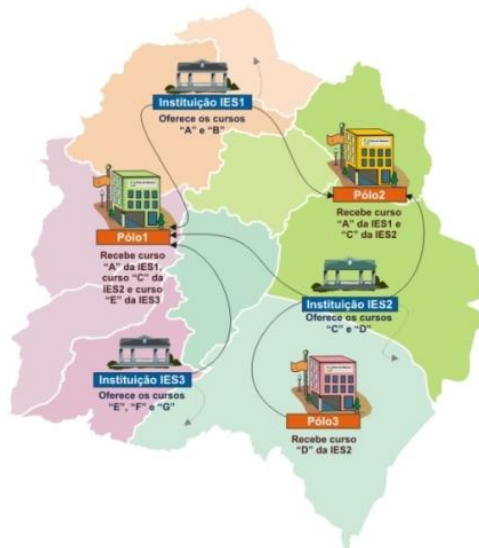 Instituição IES1
Oferece os cursos
"A" e "B"
Pólo2
Recebe curso
"A" da IES1 e
"C" da IES2
Pólo1
Recebe curso
"A" da IES1,
curso "C" da
IES2 e curso
"E" da IES3
Instituição IES2
Oferece os cursos
"C" e "D"
Instituição IES3
Oferece os cursos
"E", "F" e "G"
Pólo3
Recebe curso
"D" da IES2